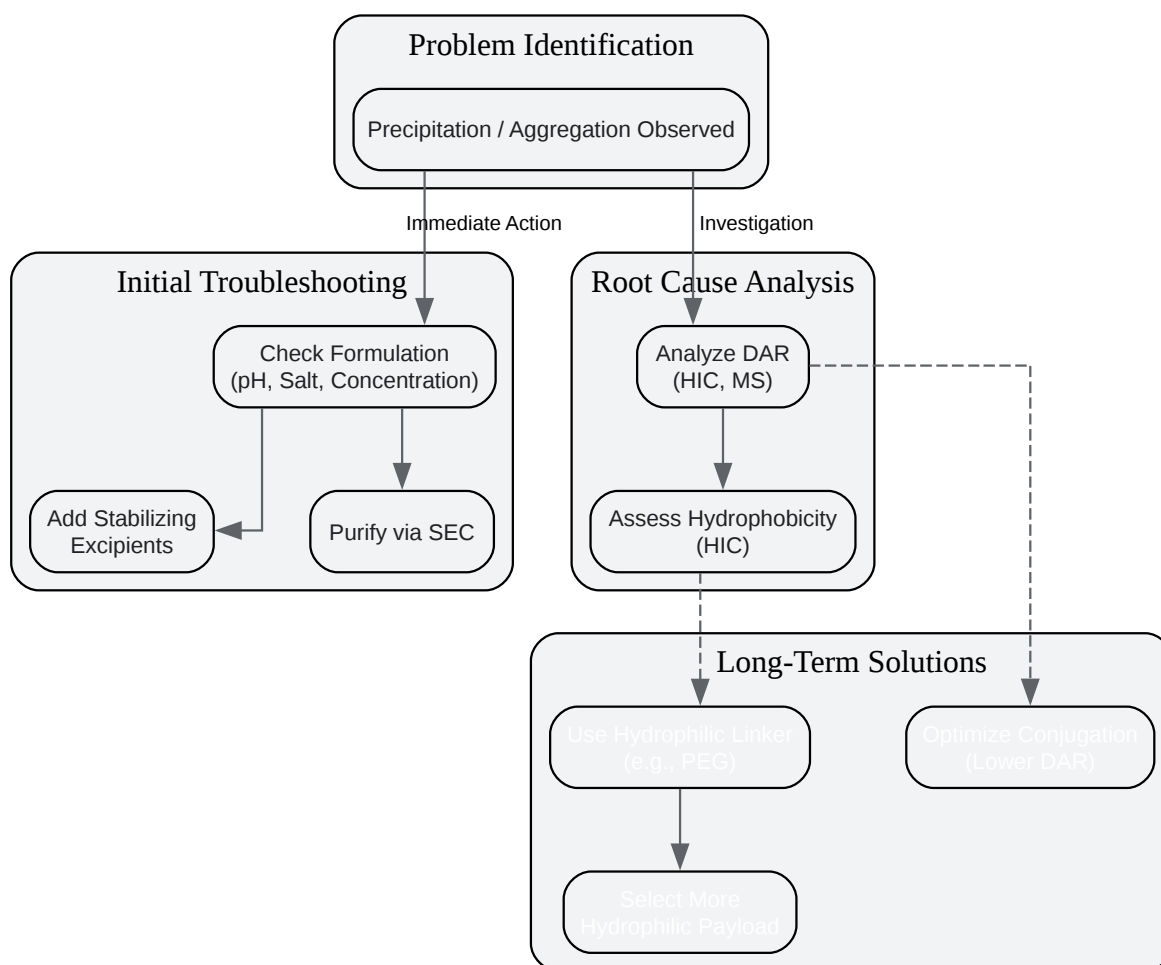 Problem Identification
Precipitation / Aggregation Observed
Immediate Action
Investigation
Initial Troubleshooting
Check Formulation
(pH, Salt, Concentration)
Add Stabilizing
Excipients
Purify via SEC
Root Cause Analysis
Analyze DAR
(HIC, MS)
Assess Hydrophobicity
(HIC)
Long-Term Solutions
Use Hydrophilic Linker
(e.g., PEG)
Optimize Conjugation
(Lower DAR)
Select More
Hydrophilic Payload